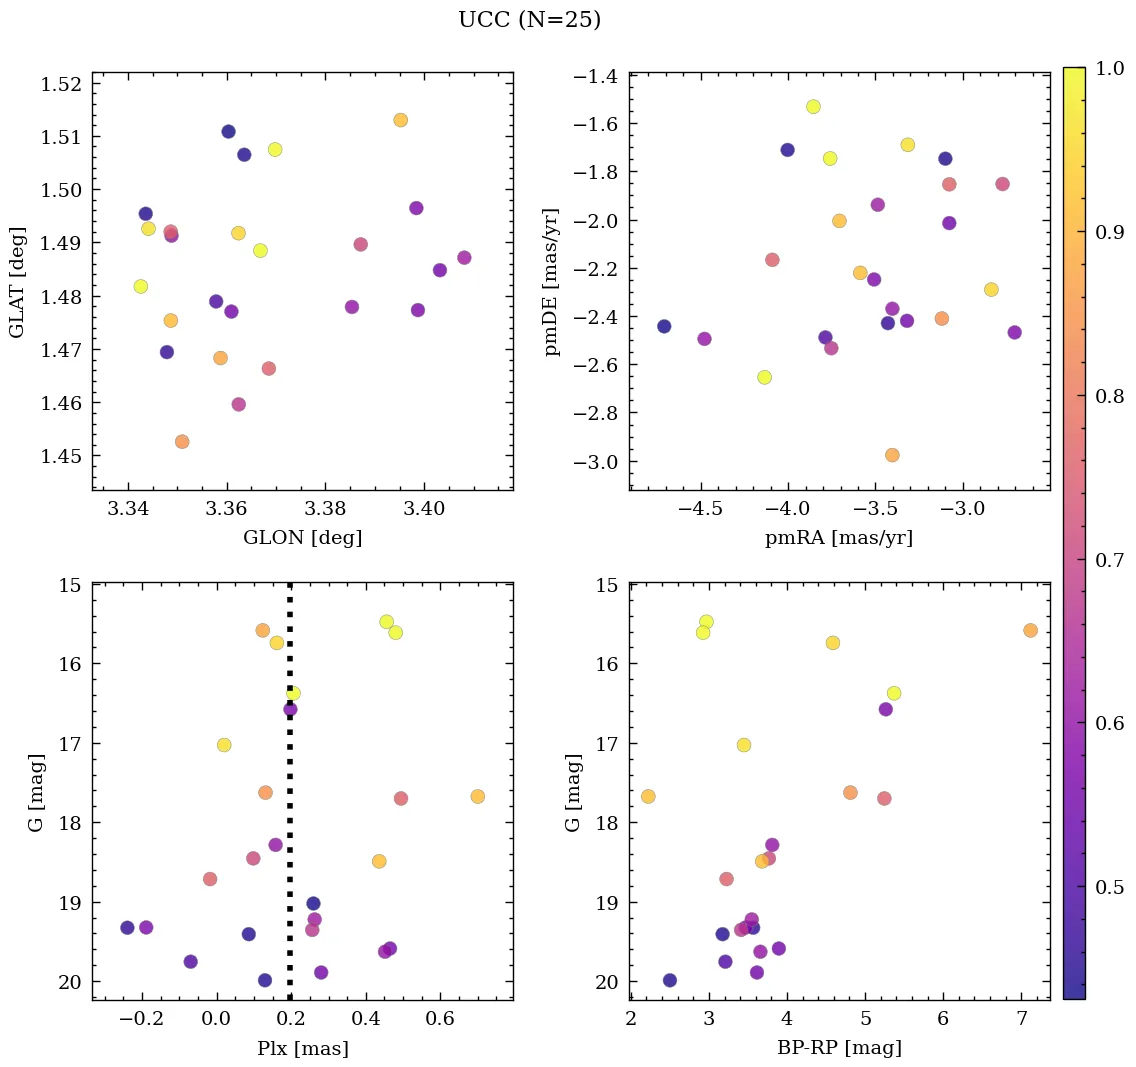 UCC (N=25)
1.52
1.51
1.50
1.49
1.48
1.47
1.46
1.45
GLAT [deg]
3.34 3.36 3.38 3.40
GLON [deg]
−1.4
−1.6
−1.8
−2.0
−2.2
−2.4
−2.6
−2.8
−3.0
pmDE [mas/yr]
−4.5 −4.0 −3.5 −3.0
pmRA [mas/yr]
15
16
17
18
19
20
G [mag]
−0.2 0.0 0.2 0.4 0.6
Plx [mas]
15
16
17
18
19
20
G [mag]
2 3 4 5 6 7
BP-RP [mag]
1.0
0.9
0.8
0.7
0.6
0.5